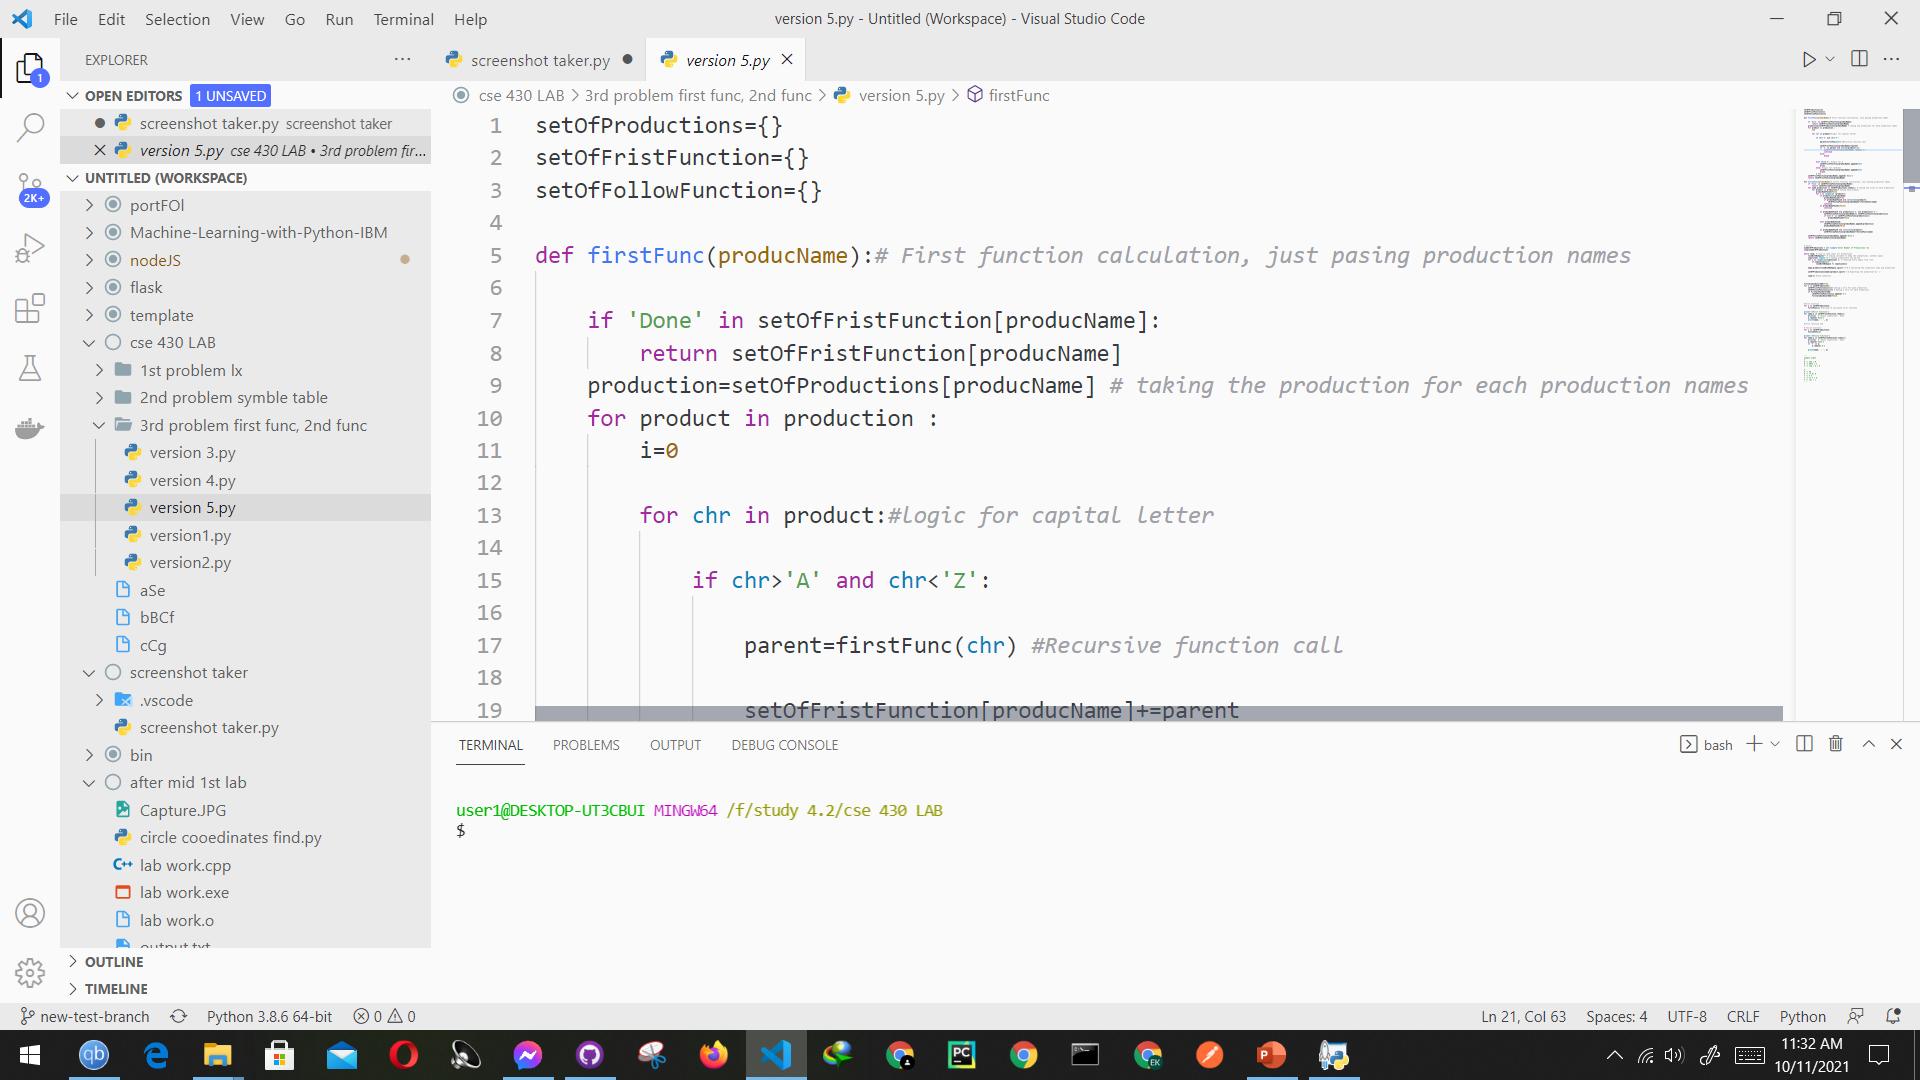 File Edit Selection View Go Run Terminal Help
version 5.py - Untitled (Workspace) - Visual Studio Code
EXPLORER
OPEN EDITORS 1 UNSAVED
screenshot taker.py screenshot taker
version 5.py cse 430 LAB • 3rd problem fir...
UNTITLED (WORKSPACE)
portFOl
Machine-Learning-with-Python-IBM
nodeJS
flask
template
cse 430 LAB
1st problem lx
2nd problem symble table
3rd problem first func, 2nd func
version 3.py
version 4.py
version 5.py
version1.py
version2.py
aSe
bBCf
cCg
screenshot taker
.vscode
screenshot taker.py
bin
after mid 1st lab
Capture.JPG
circle cooedinates find.py
lab work.cpp
lab work.exe
lab work.o
output.txt
OUTLINE
TIMELINE
1
2K+
screenshot taker.py
version 5.py
cse 430 LAB > 3rd problem first func, 2nd func > version 5.py > firstFunc
1 setOfProductions={}
2 setOfFristFunction={}
3 setOfFollowFunction={}
4
5 def firstFunc(producName):# First function calculation, just pasing production names
6
7 if 'Done' in setOfFristFunction[producName]:
8 return setOfFristFunction[producName]
9 production=setOfProductions[producName] # taking the production for each production names
10 for product in production :
11 i=0
12
13 for chr in product:#logic for capital letter
14
15 if chr>'A' and chr<'Z':
16
17 parent=firstFunc(chr) #Recursive function call
18
19 setOfFristFunction[producName]+=parent
TERMINAL PROBLEMS OUTPUT DEBUG CONSOLE
bash
user1@DESKTOP-UT3CBUI MINGW64 /f/study 4.2/cse 430 LAB
$
new-test-branch Python 3.8.6 64-bit 0 0
Ln 21, Col 63 Spaces: 4 UTF-8 CRLF Python
qb
PC
EK
P
11:32 AM
10/11/2021